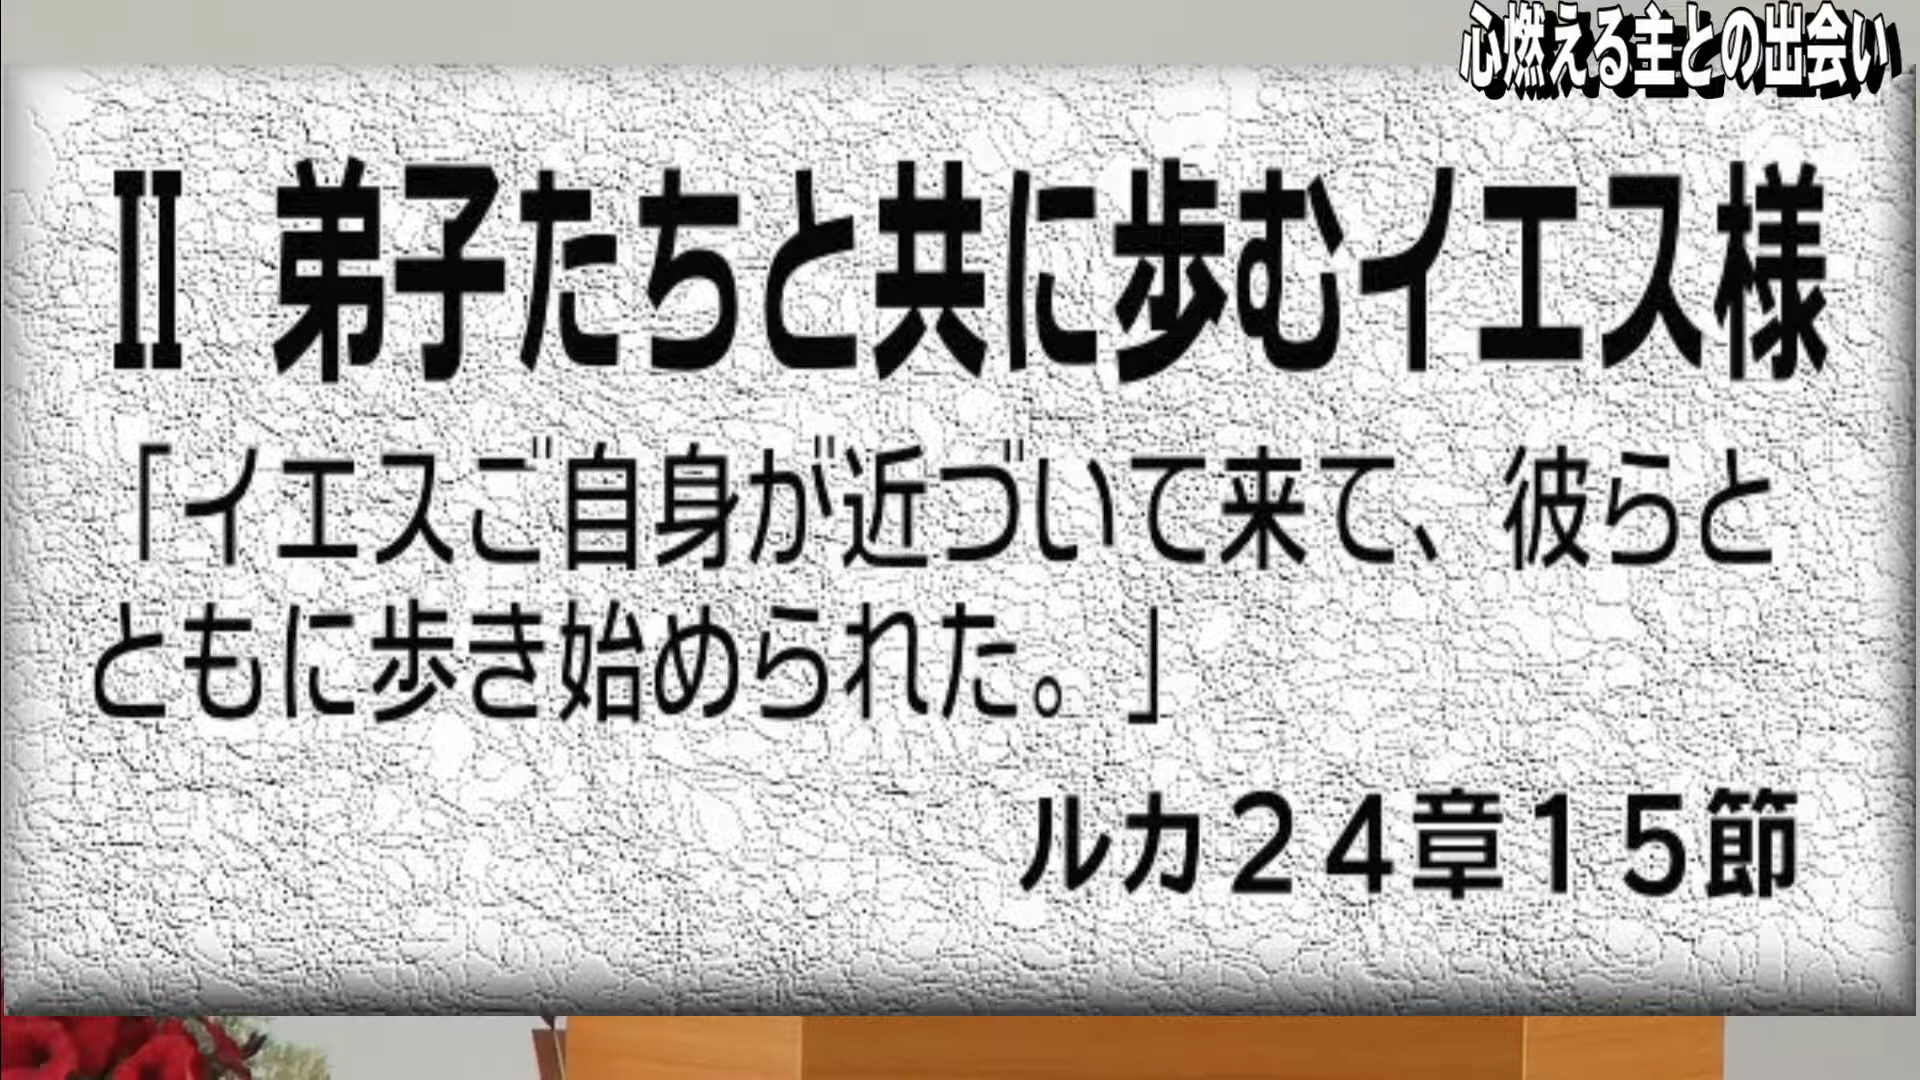 心燃える主との出会い
Ⅱ 弟子たちと共に歩むイエス様
「イエスご自身が近づいて来て、彼らと
ともに歩き始められた。」
ルカ２４章１５節